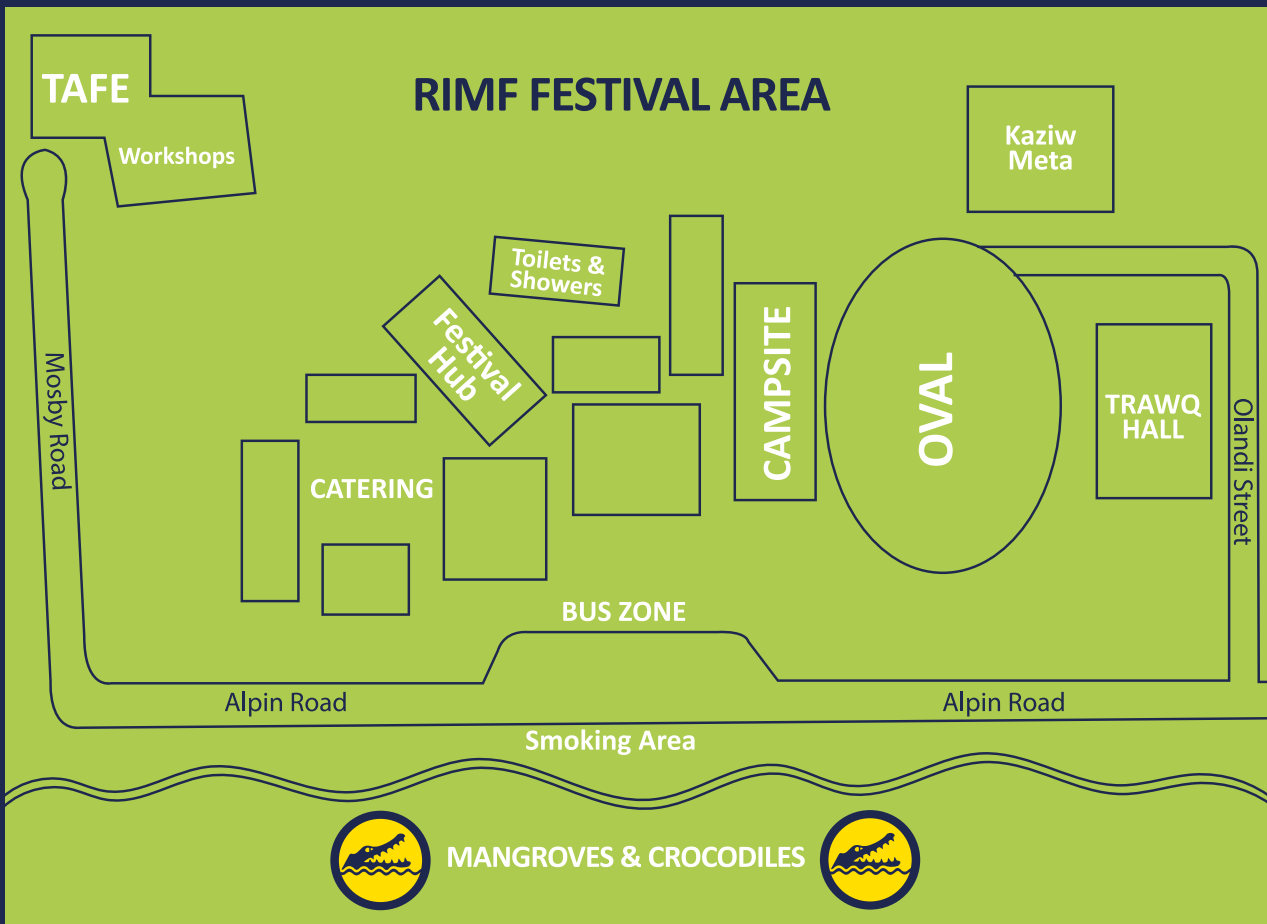 RIMF FESTIVAL AREA
TAFE
Workshops
Kaziw
Meta
Toilets &
Showers
Festival
Hub
CAMPSITE
OVAL
TRAWQ
HALL
Mosby Road
Olandi Street
CATERING
BUS ZONE
Alpin Road
Alpin Road
Smoking Area
MANGROVES & CROCODILES